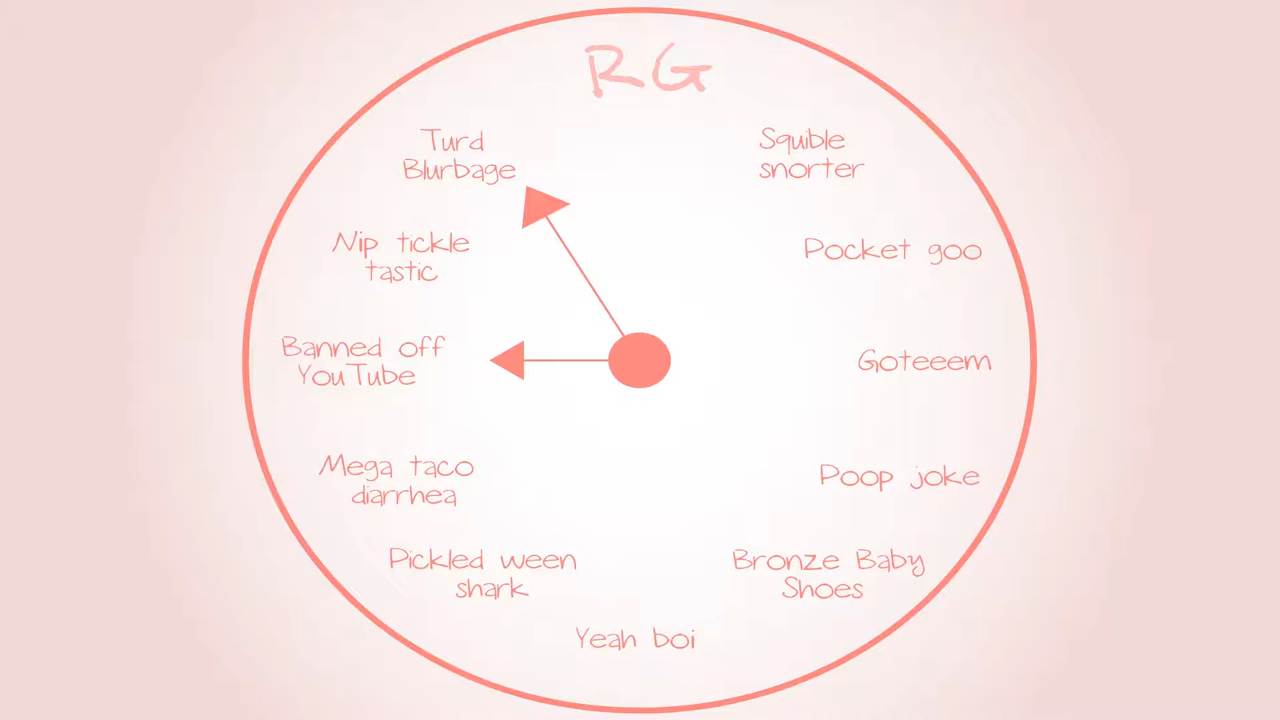 RG
Turd
Blurbage
Squible
snorter
Nip tickle
tastic
Pocket goo
Banned off
YouTube
Goteeem
Mega taco
diarrhea
Poop joke
Pickled ween
shark
Bronze Baby
Shoes
Yeah boi